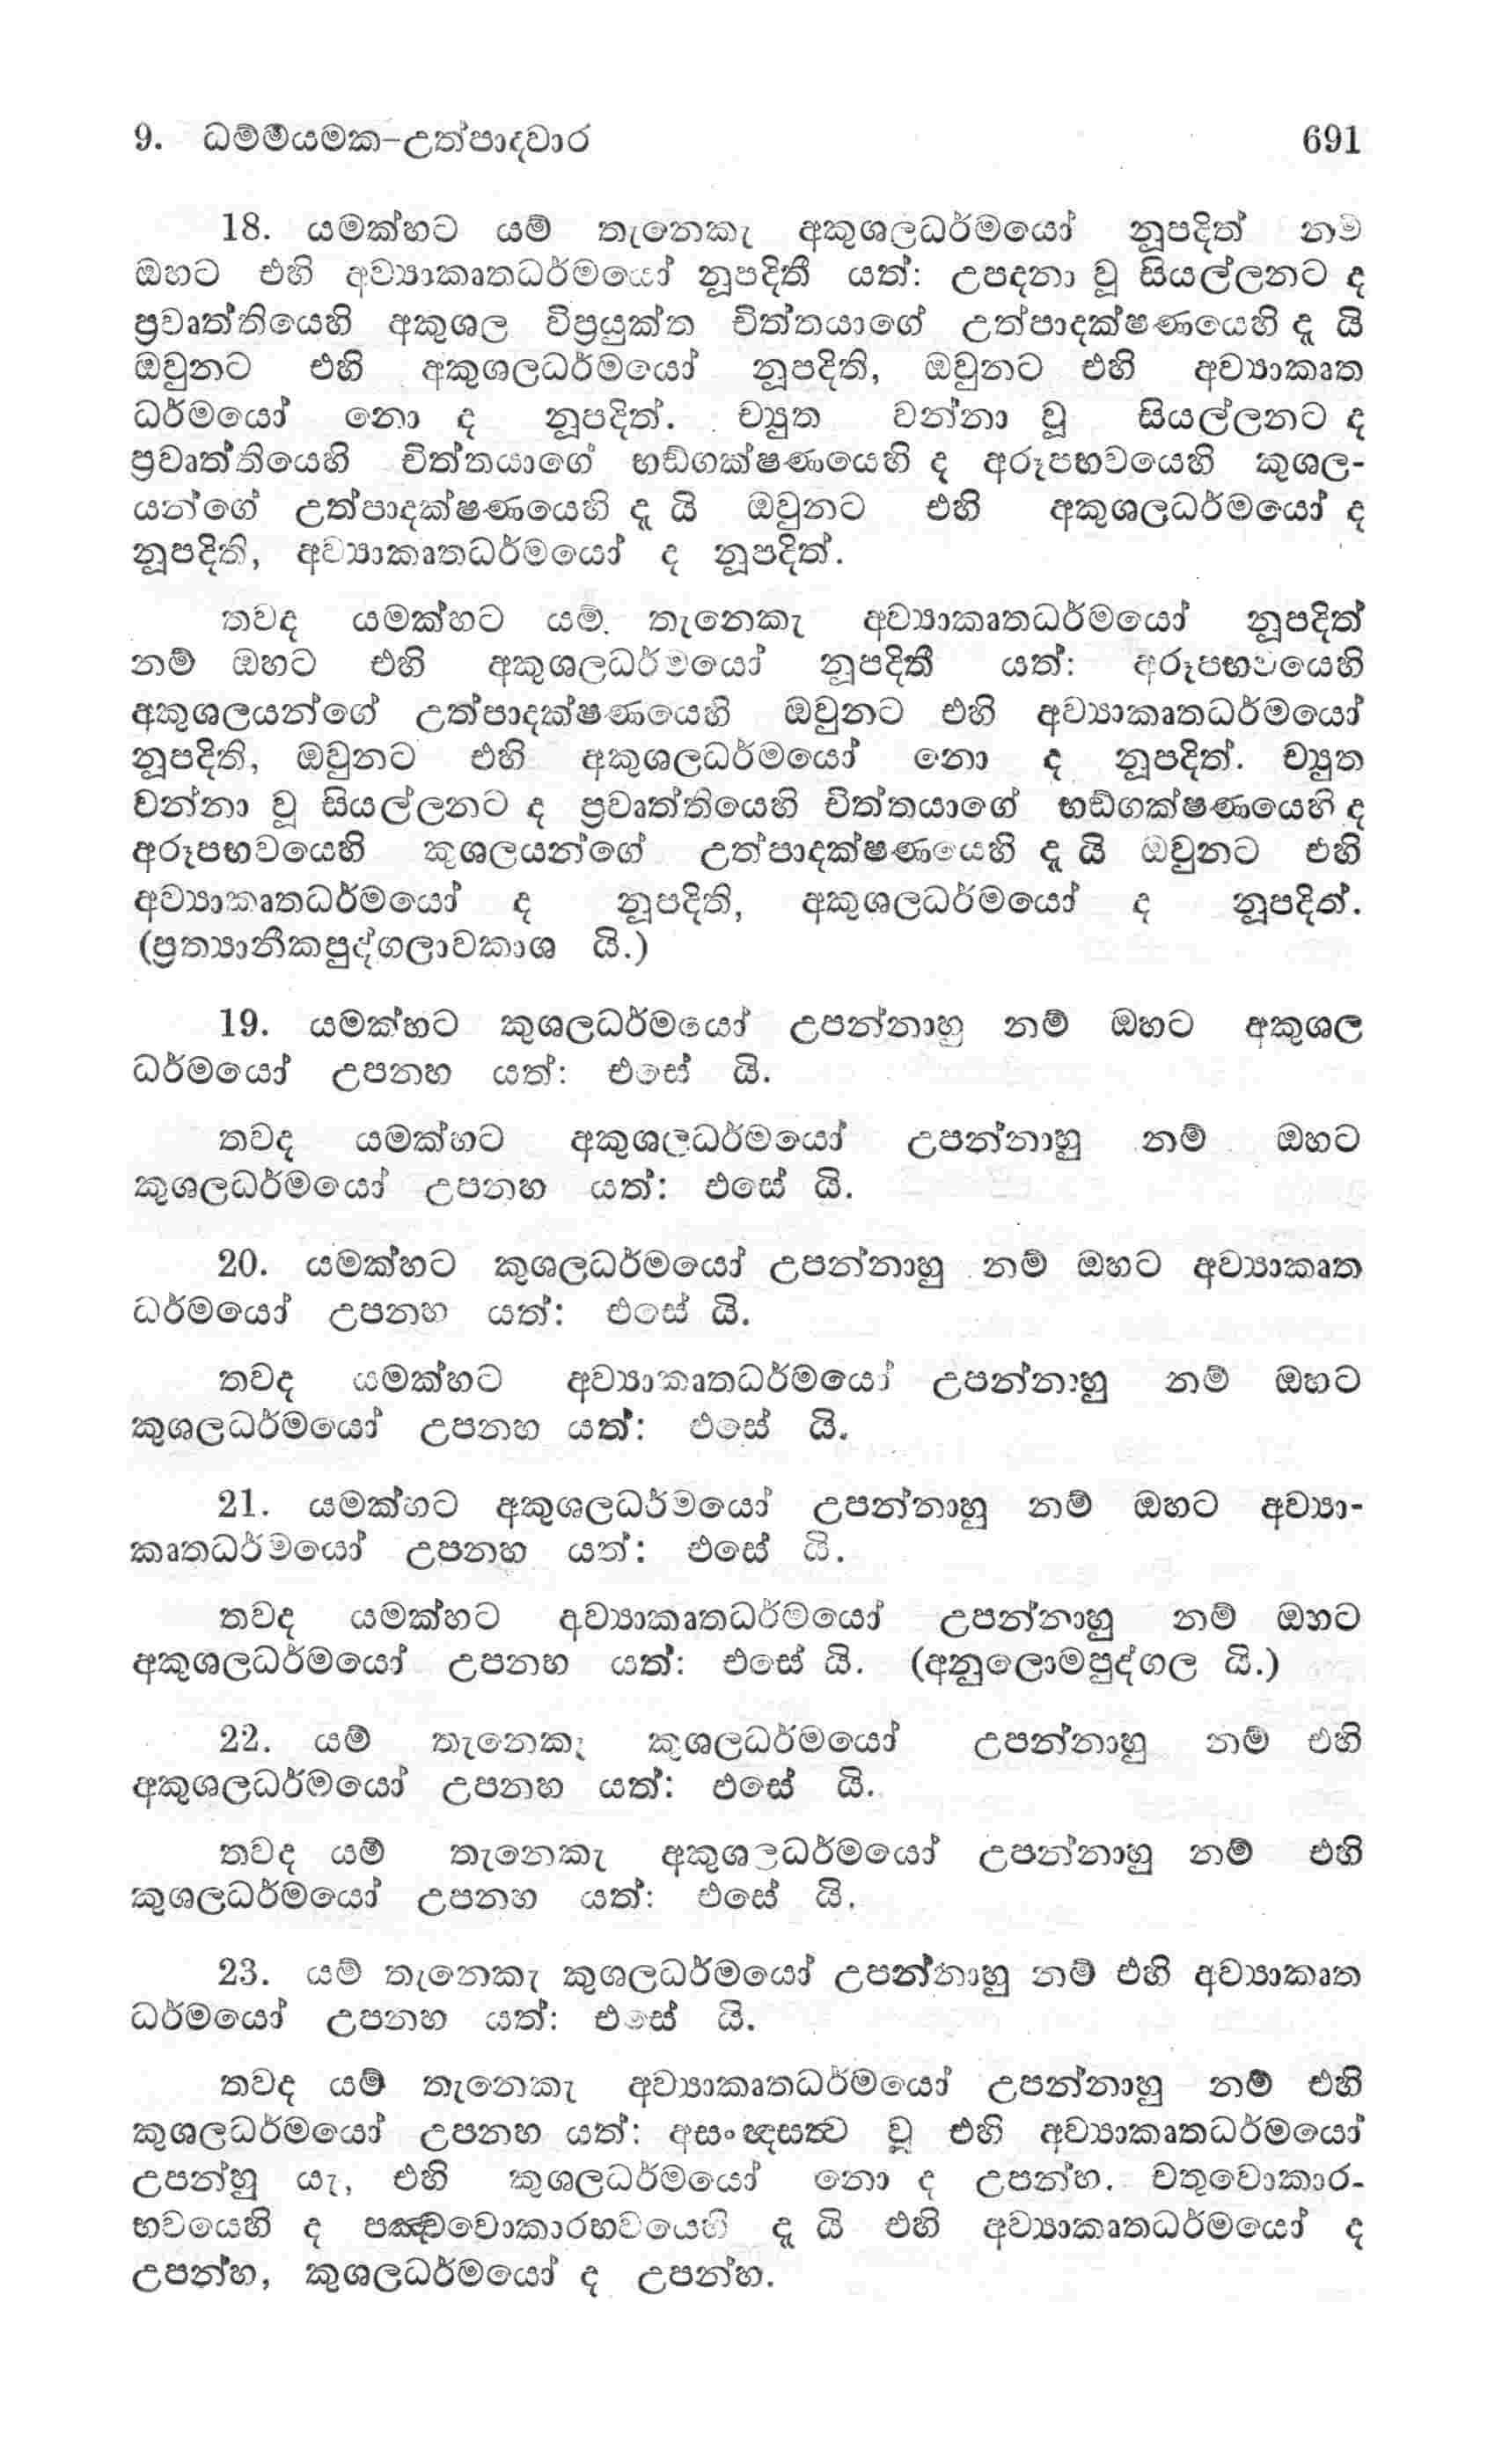 9. ධම්මයමක-උත්පාදවාර 691
18. යමක්හට යම් තැනෙකැ අකුශලධර්මයෝ නූපදිත් නම්
ඔහට එහි අව්‍යාකෘතධර්මයෝ නූපදිතී යත්: උපදනා වූ සියල්ලනට ද
ප්‍රවෘත්තියෙහි අකුශල විප්‍රයුක්ත චිත්තයාගේ උත්පාදක්ෂණයෙහි දැ යි
ඔවුනට එහි අකුශලධර්මයෝ නූපදිති, ඔවුනට එහි අව්‍යාකෘත
ධර්මයෝ නො ද නූපදිත්. ච්‍යුත වන්නා වූ සියල්ලනට ද
ප්‍රවෘත්තියෙහි චිත්තයාගේ භඞ්ගක්ෂණයෙහි ද අරූපභවයෙහි කුශල-
යන්ගේ උත්පාදක්ෂණයෙහි දැ යි ඔවුනට එහි අකුශලධර්මයෝ ද
නූපදිති, අව්‍යාකෘතධර්මයෝ ද නූපදිත්.
තවද යමක්හට යම් තැනෙකැ අව්‍යාකෘතධර්මයෝ නූපදිත්
නම් ඔහට එහි අකුශලධර්මයෝ නූපදිතී යත්: අරූපභවයෙහි
අකුශලයන්ගේ උත්පාදක්ෂණයෙහි ඔවුනට එහි අව්‍යාකෘතධර්මයෝ
නූපදිති, ඔවුනට එහි අකුශලධර්මයෝ නො ද නූපදිත්. ච්‍යුත
වන්නා වූ සියල්ලනට ද ප්‍රවෘත්තියෙහි චිත්තයාගේ භඞ්ගක්ෂණයෙහි ද
අරූපභවයෙහි කුශලයන්ගේ උත්පාදක්ෂණයෙහි දැ යි ඔවුනට එහි
අව්‍යාකෘතධර්මයෝ ද නූපදිති, අකුශලධර්මයෝ ද නූපදිත්.
(ප්‍රත්‍යානීකපුද්ගලාවකාශ යි.)
19. යමක්හට කුශලධර්මයෝ උපන්නාහු නම් ඔහට අකුශල
ධර්මයෝ උපනහ යත්: එසේ යි.
තවද යමක්හට අකුශලධර්මයෝ උපන්නාහු නම් ඔහට
කුශලධර්මයෝ උපනහ යත්: එසේ යි.
20. යමක්හට කුශලධර්මයෝ උපන්නාහු නම් ඔහට අව්‍යාකෘත
ධර්මයෝ උපනහ යත්: එසේ යි.
තවද යමක්හට අව්‍යාකෘතධර්මයෝ උපන්නාහු නම් ඔහට
කුශලධර්මයෝ උපනහ යත්: එසේ යි.
21. යමක්හට අකුශලධර්මයෝ උපන්නාහු නම් ඔහට අව්‍යා-
කෘතධර්මයෝ උපනහ යත්: එසේ යි.
තවද යමක්හට අව්‍යාකෘතධර්මයෝ උපන්නාහු නම් ඔහට
අකුශලධර්මයෝ උපනහ යත්: එසේ යි. (අනුලොමපුද්ගල යි.)
22. යම් තැනෙකැ කුශලධර්මයෝ උපන්නාහු නම් එහි
අකුශලධර්මයෝ උපනහ යත්: එසේ යි.
තවද යම් තැනෙකැ අකුශලධර්මයෝ උපන්නාහු නම් එහි
කුශලධර්මයෝ උපනහ යත්: එසේ යි.
23. යම් තැනෙකැ කුශලධර්මයෝ උපන්නාහු නම් එහි අව්‍යාකෘත
ධර්මයෝ උපනහ යත්: එසේ යි.
තවද යම් තැනෙකැ අව්‍යාකෘතධර්මයෝ උපන්නාහු නම් එහි
කුශලධර්මයෝ උපනහ යත්: අසංඥසත්‍ව වූ එහි අව්‍යාකෘතධර්මයෝ
උපන්හු යැ, එහි කුශලධර්මයෝ නො ද උපන්හ. චතුවොකාර-
භවයෙහි ද පඤ්චවොකාරභවයෙහි දැ යි එහි අව්‍යාකෘතධර්මයෝ ද
උපන්හ, කුශලධර්මයෝ ද උපන්හ.